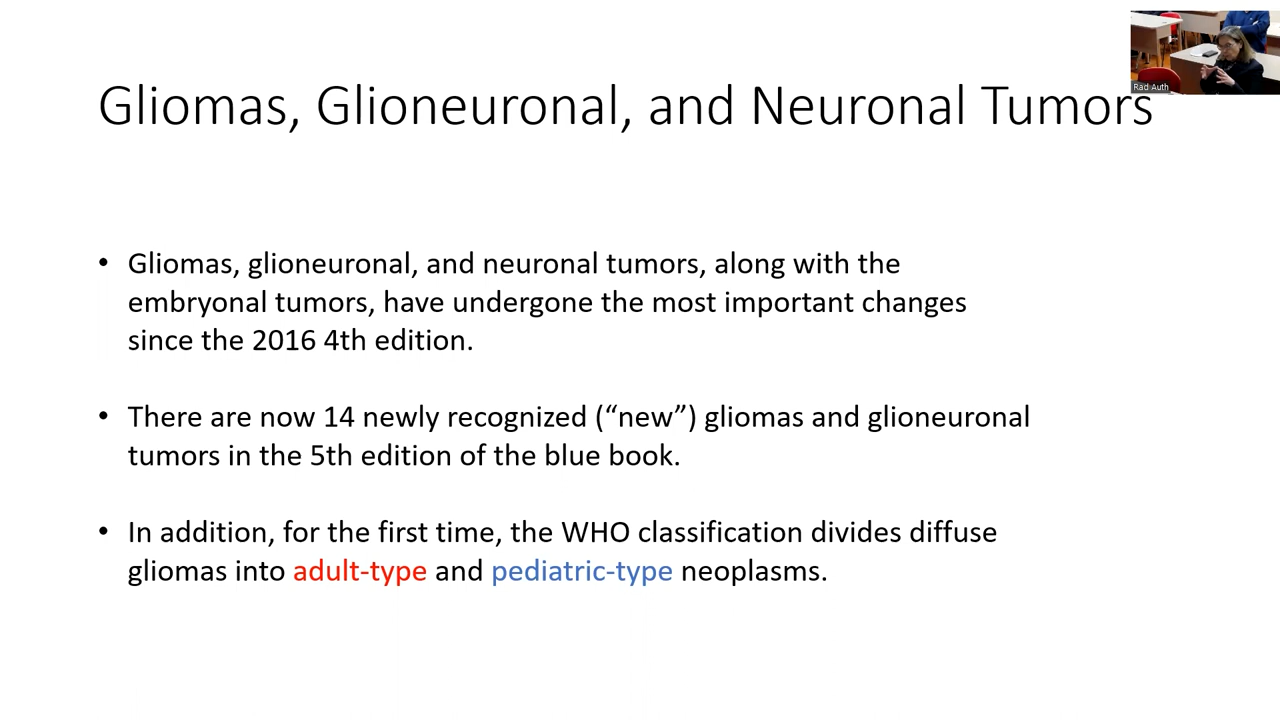 Rad Auth
Gliomas, Glioneuronal, and Neuronal Tumors
• Gliomas, glioneuronal, and neuronal tumors, along with the
embryonal tumors, have undergone the most important changes
since the 2016 4th edition.
• There are now 14 newly recognized (“new”) gliomas and glioneuronal
tumors in the 5th edition of the blue book.
• In addition, for the first time, the WHO classification divides diffuse
gliomas into adult-type and pediatric-type neoplasms.